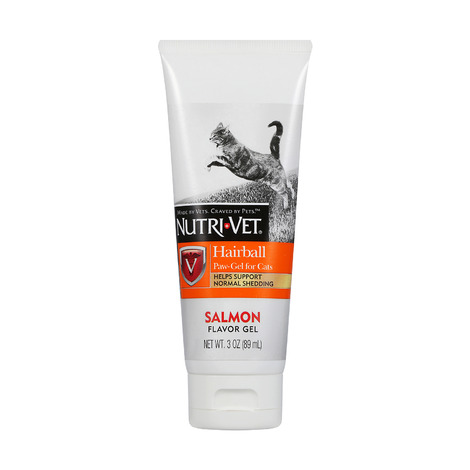 MADE BY VETS. CRAVED BY PETS.™
NUTRI-VET®
V
Hairball
Paw-Gel for Cats
HELPS SUPPORT
NORMAL SHEDDING
SALMON
FLAVOR GEL
NET WT. 3 OZ (89 mL)